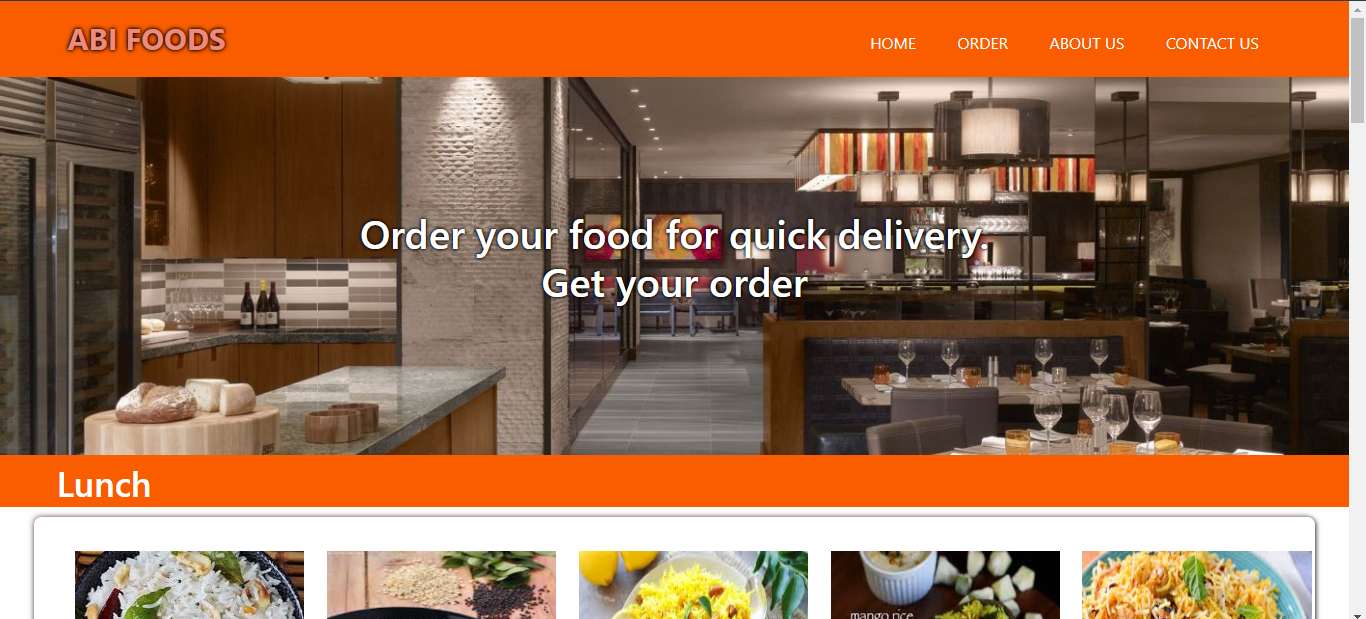 ABI FOODS
HOME ORDER ABOUT US CONTACT US
Order your food for quick delivery.
Get your order
Lunch
mango rice